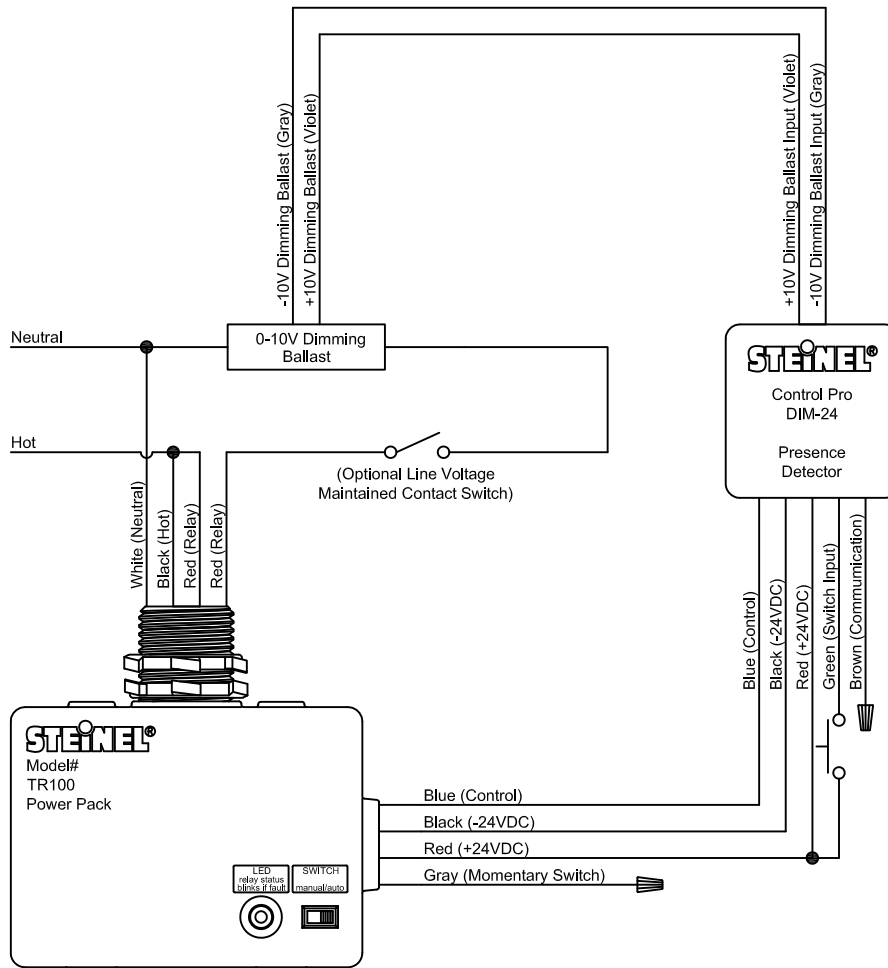 -10V Dimming Ballast (Gray)
+10V Dimming Ballast (Violet)
+10V Dimming Ballast Input (Violet)
-10V Dimming Ballast Input (Gray)
Neutral
0-10V Dimming
Ballast
STEINEL®
Control Pro
DIM-24
Presence
Detector
Hot
(Optional Line Voltage
Maintained Contact Switch)
White (Neutral)
Black (Hot)
Red (Relay)
Red (Relay)
Blue (Control)
Black (-24VDC)
Red (+24VDC)
Green (Switch Input)
Brown (Communication)
STEINEL®
Model#
TR100
Power Pack
Blue (Control)
Black (-24VDC)
Red (+24VDC)
Gray (Momentary Switch)
LED
relay status
blinks if fault
SWITCH
manual/auto